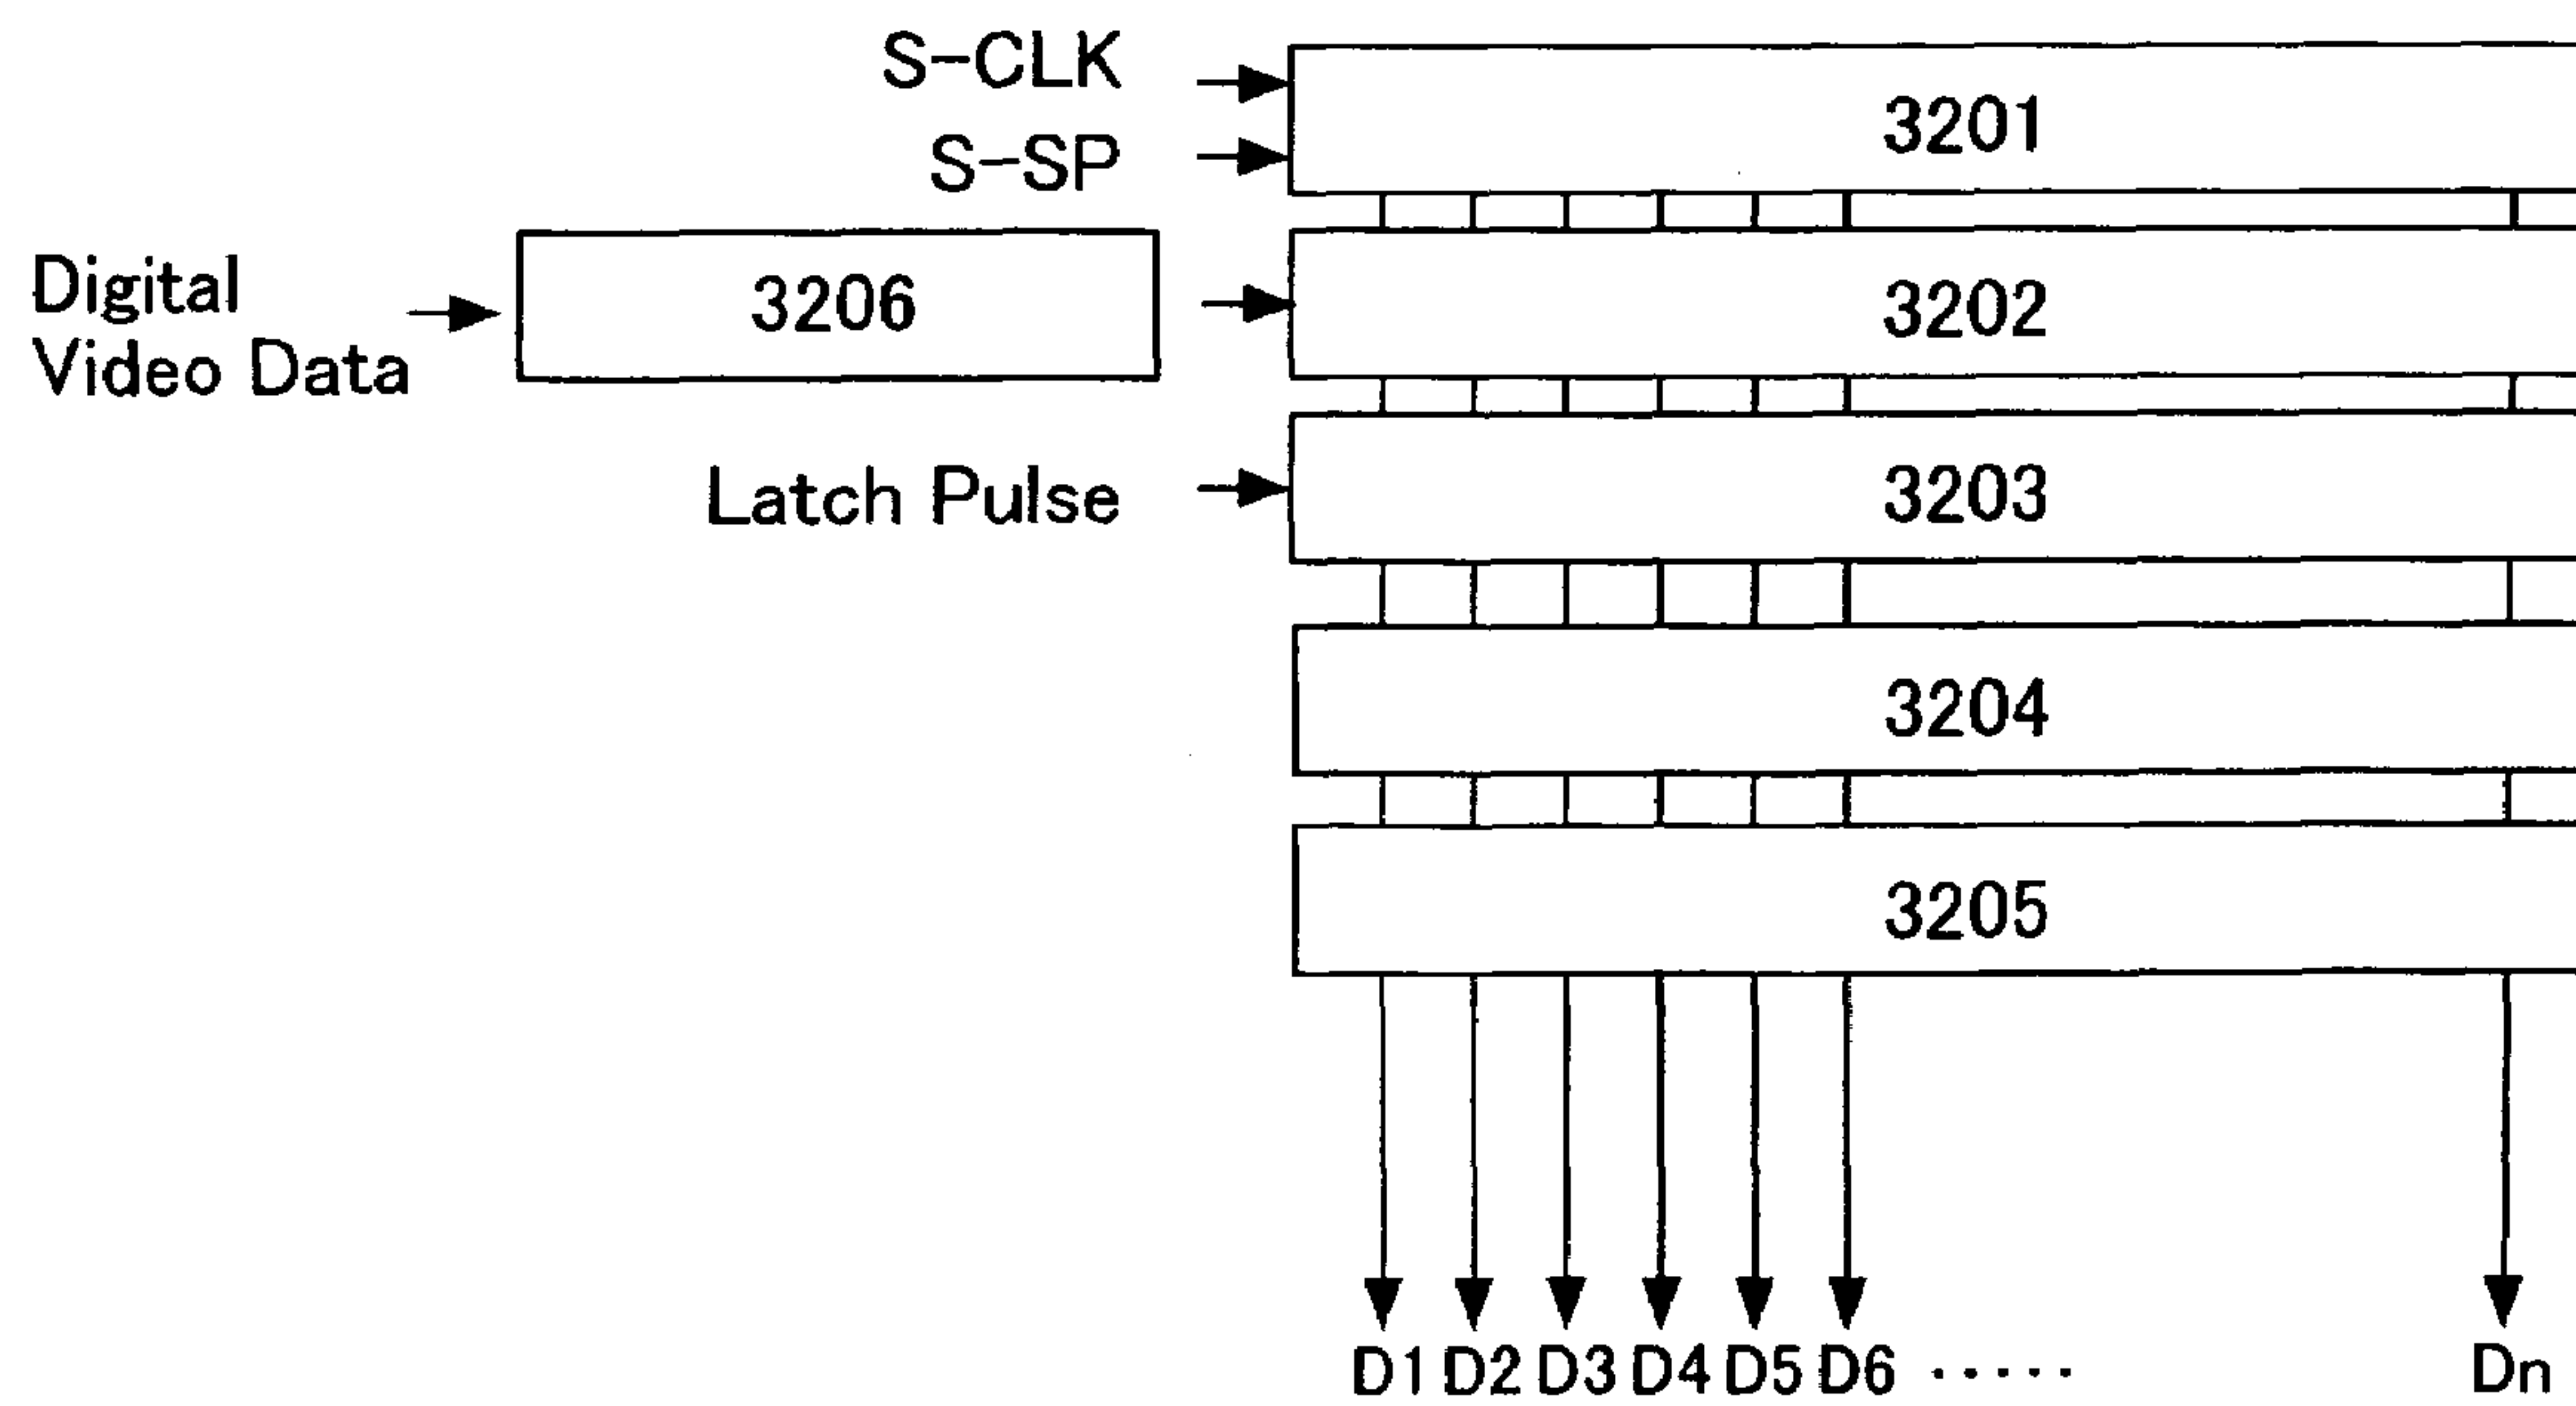 S-CLK
3201
S-SP
Digital
Video Data
3206
3202
Latch Pulse
3203
3204
3205
D1 D2 D3 D4 D5 D6 ····· Dn